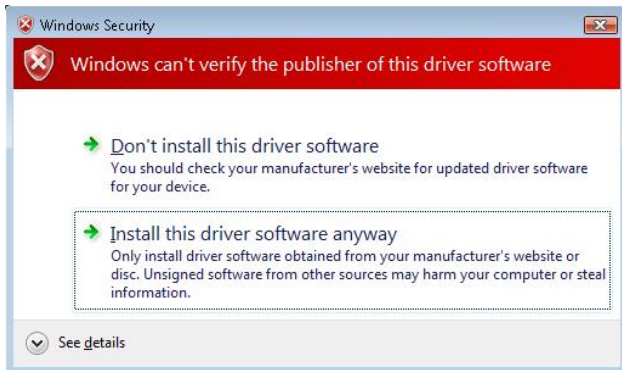 Windows Security
Windows can't verify the publisher of this driver software
Don't install this driver software
You should check your manufacturer's website for updated driver software
for your device.
Install this driver software anyway
Only install driver software obtained from your manufacturer's website or
disc. Unsigned software from other sources may harm your computer or steal
information.
See details